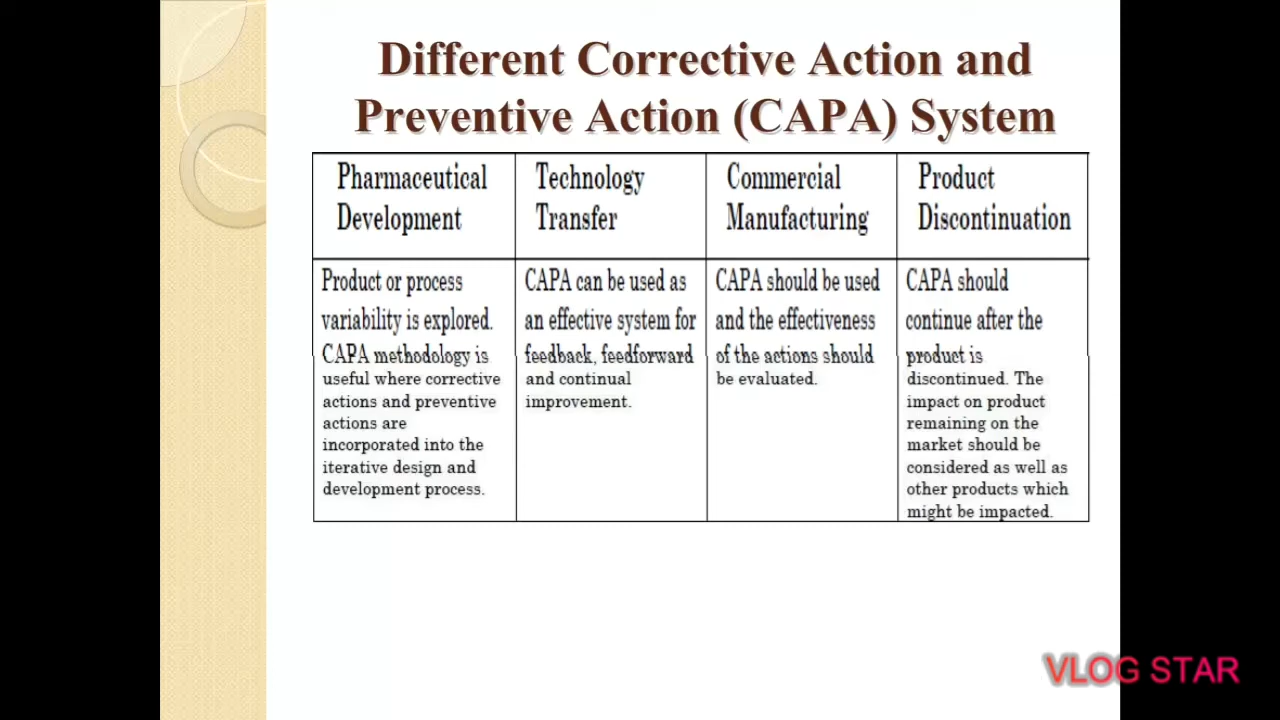 Different Corrective Action and
Preventive Action (CAPA) System
Pharmaceutical
Development
Product or process
variability is explored.
CAPA methodology is
useful where corrective
actions and preventive
actions are
incorporated into the
iterative design and
development process.
Technology
Transfer
CAPA can be used as
an effective system for
feedback, feedforward
and continual
improvement.
Commercial
Manufacturing
CAPA should be used
and the effectiveness
of the actions should
be evaluated.
Product
Discontinuation
CAPA should
continue after the
product is
discontinued. The
impact on product
remaining on the
market should be
considered as well as
other products which
might be impacted.
VLOG STAR